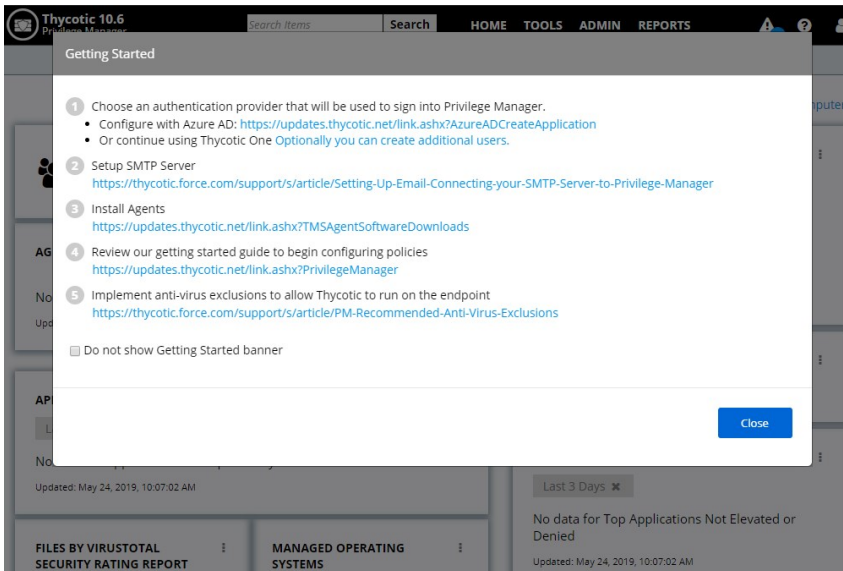 Thycotic 10.6
Privilege Manager
Search Items
Search
HOME TOOLS ADMIN REPORTS
Getting Started
1 Choose an authentication provider that will be used to sign into Privilege Manager.
• Configure with Azure AD: https://updates.thycotic.net/link.ashx?AzureADCreateApplication
• Or continue using Thycotic One Optionally you can create additional users.
2 Setup SMTP Server
https://thycotic.force.com/support/s/article/Setting-Up-Email-Connecting-your-SMTP-Server-to-Privilege-Manager
3 Install Agents
https://updates.thycotic.net/link.ashx?TMSAgentSoftwareDownloads
4 Review our getting started guide to begin configuring policies
https://updates.thycotic.net/link.ashx?PrivilegeManager
5 Implement anti-virus exclusions to allow Thycotic to run on the endpoint
https://thycotic.force.com/support/s/article/PM-Recommended-Anti-Virus-Exclusions
Do not show Getting Started banner
Close
AG
No
Upd
API
L
No
Updated: May 24, 2019, 10:07:02 AM
Last 3 Days ✖
No data for Top Applications Not Elevated or
Denied
Updated: May 24, 2019, 10:07:02 AM
FILES BY VIRUSTOTAL
SECURITY RATING REPORT
MANAGED OPERATING
SYSTEMS